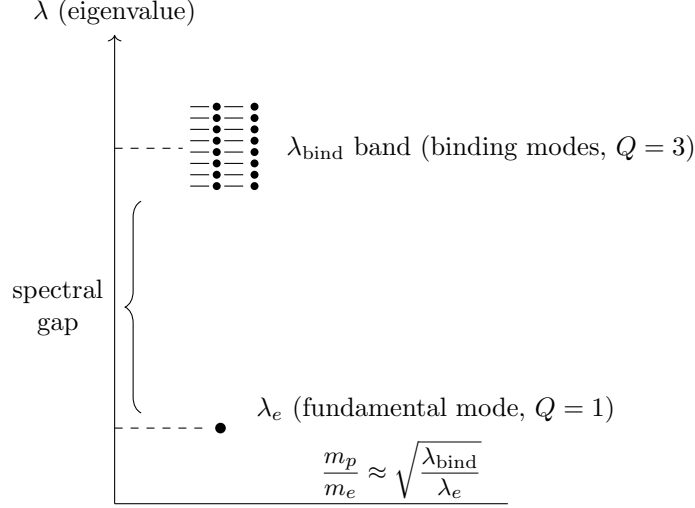 λ (eigenvalue)
λ_bind band (binding modes, Q = 3)
spectral
gap
λ_e (fundamental mode, Q = 1)
m_p/m_e ≈ √(λ_bind/λ_e)